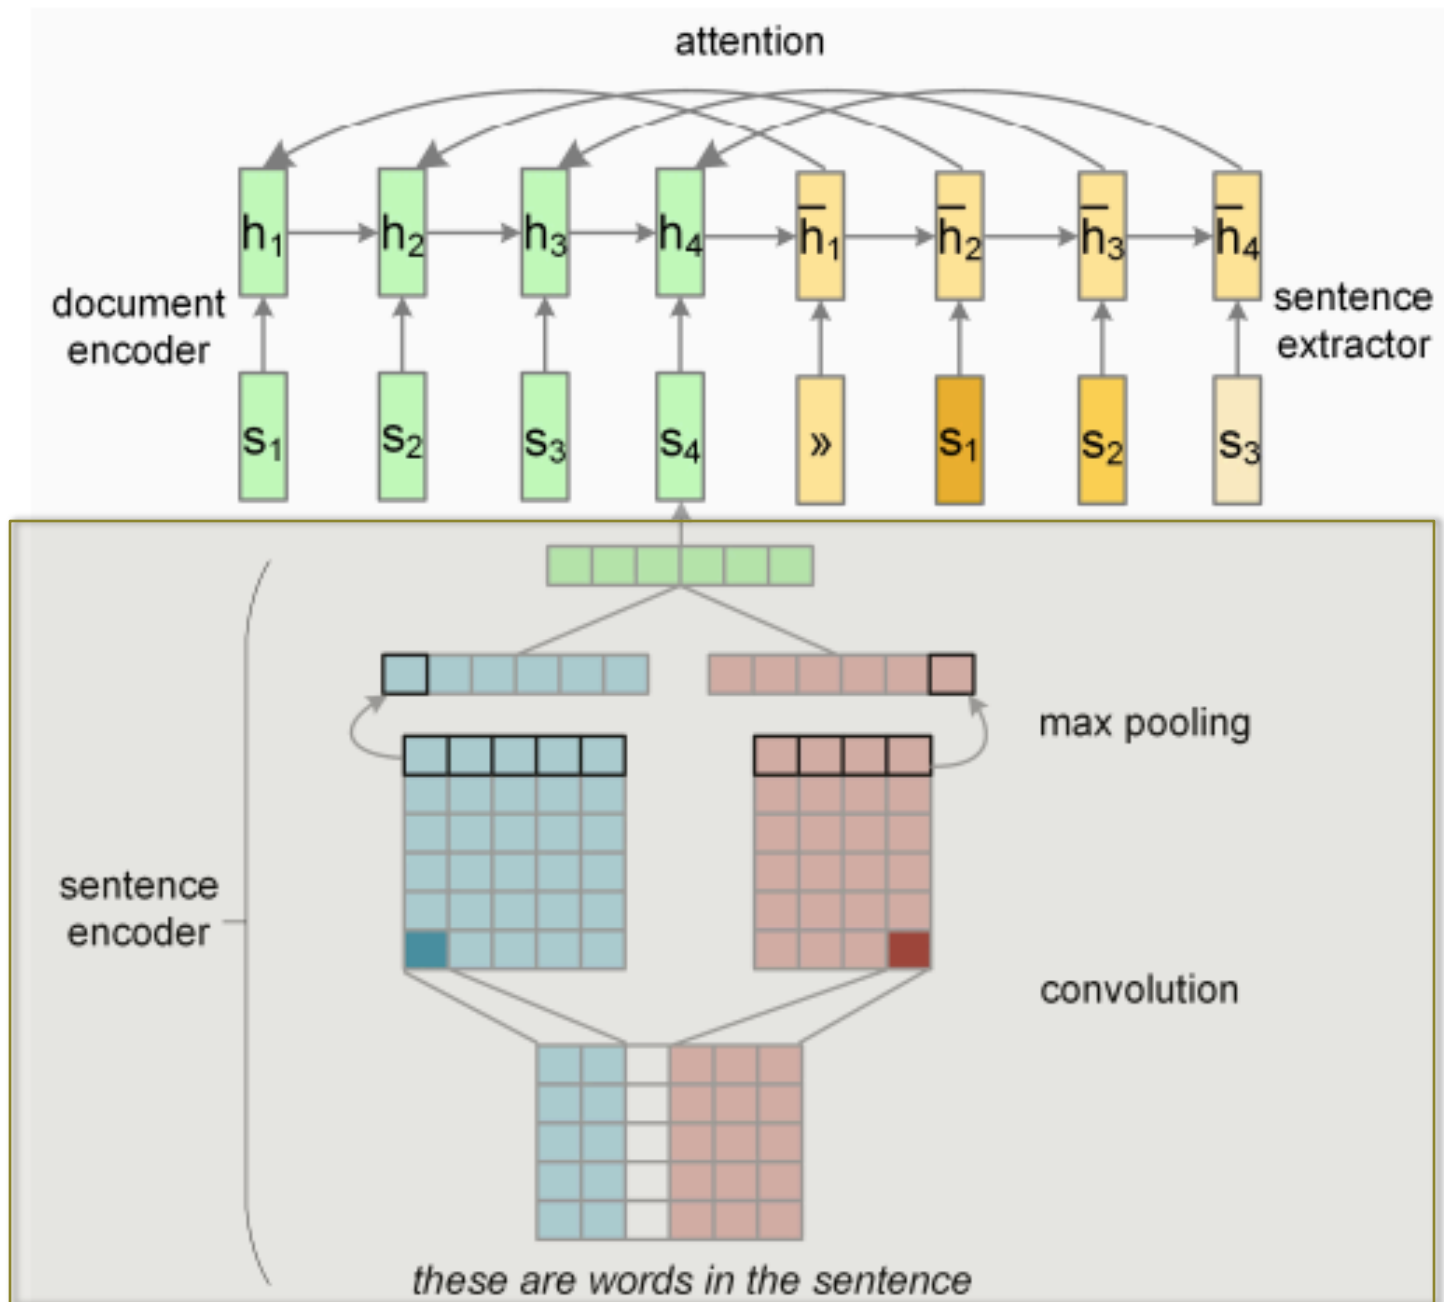 attention
h1 h2 h3 h4 h̅1 h̅2 h̅3 h̅4
document
encoder
sentence
extractor
s1 s2 s3 s4 » s1 s2 s3
max pooling
sentence
encoder
convolution
these are words in the sentence